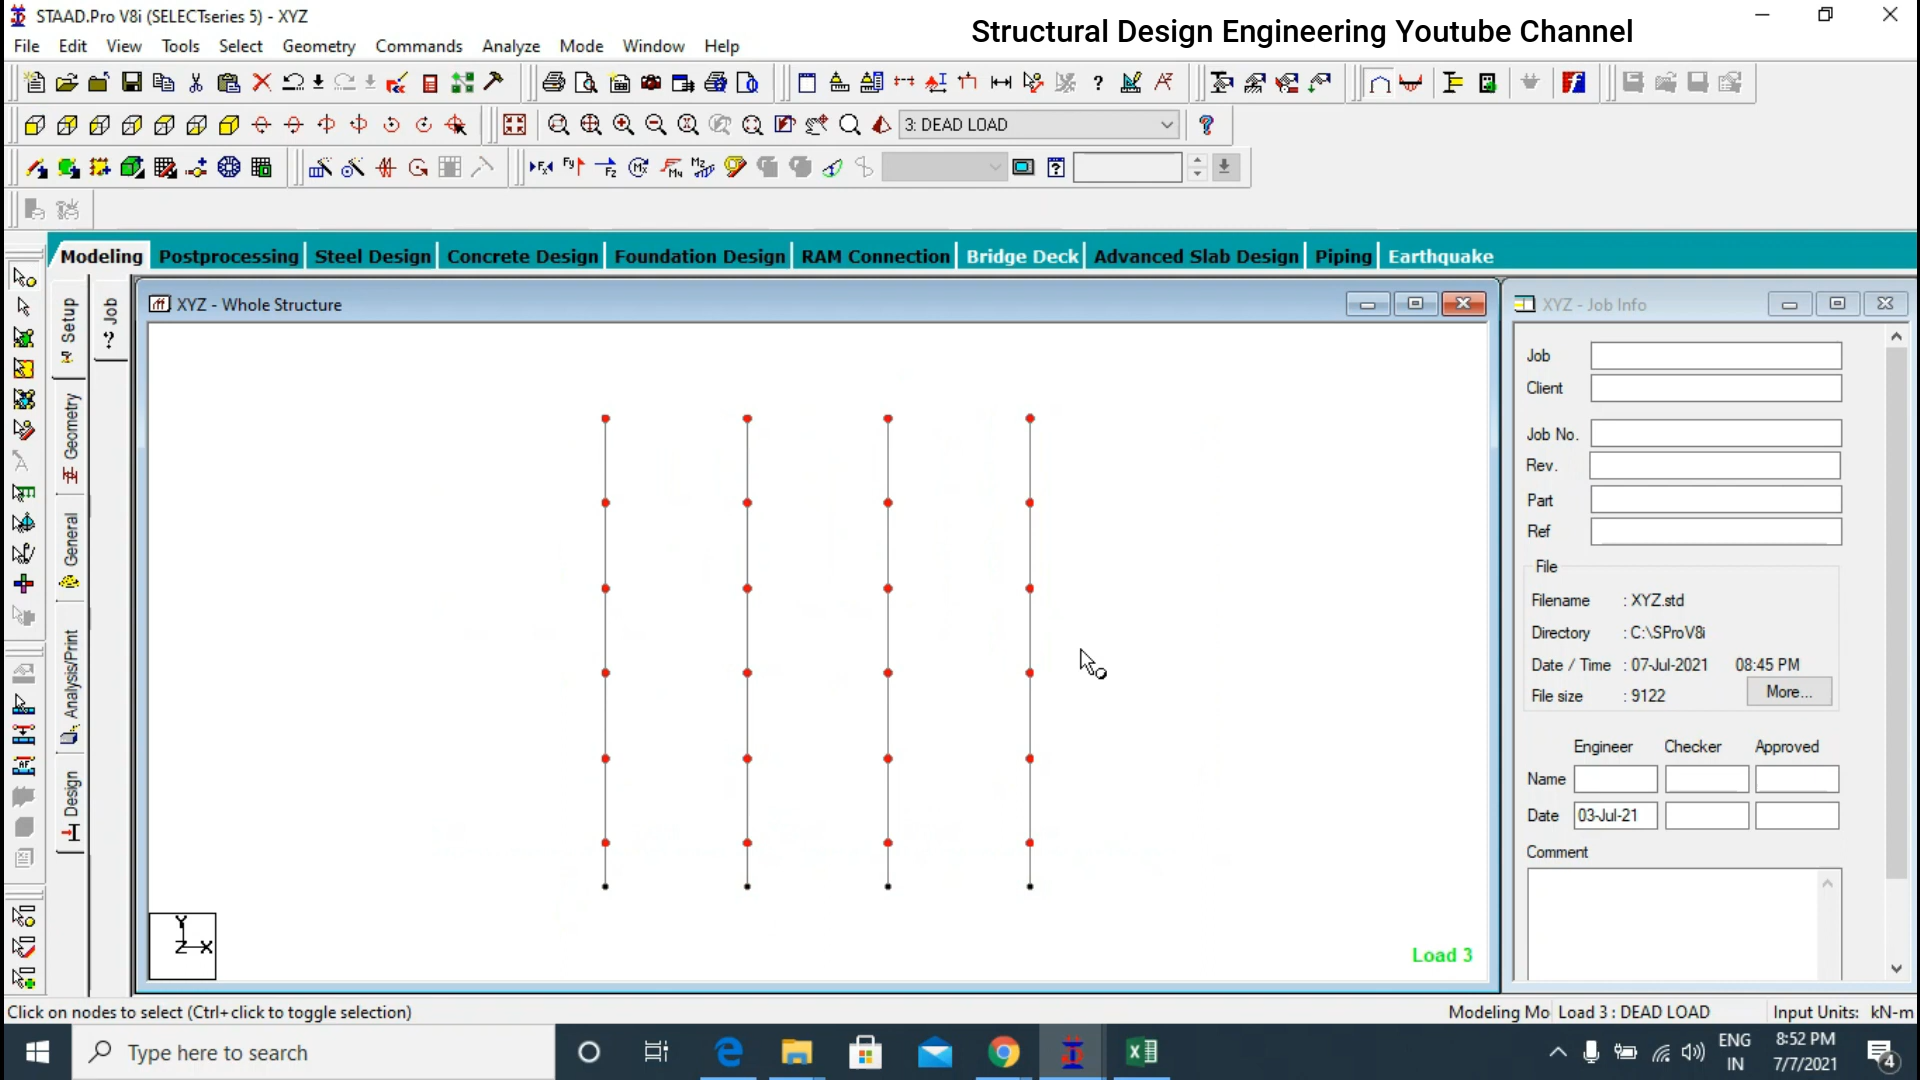 STAAD.Pro V8i (SELECTseries 5) - XYZ
Structural Design Engineering Youtube Channel
File Edit View Tools Select Geometry Commands Analyze Mode Window Help
3: DEAD LOAD
Modeling Postprocessing Steel Design Concrete Design Foundation Design RAM Connection Bridge Deck Advanced Slab Design Piping Earthquake
Setup
Geometry
General
Analysis/Print
Design
Job
XYZ - Whole Structure
Y
Z X
Load 3
XYZ - Job Info
Job
Client
Job No.
Rev.
Part
Ref
File
Filename : XYZ.std
Directory : C:\SProV8i
Date / Time : 07-Jul-2021 08:45 PM
File size : 9122 More...
Engineer Checker Approved
Name
Date 03-Jul-21
Comment
Click on nodes to select (Ctrl+click to toggle selection)
Modeling Mo Load 3 : DEAD LOAD Input Units: kN-m
Type here to search
ENG
IN
8:52 PM
7/7/2021
4